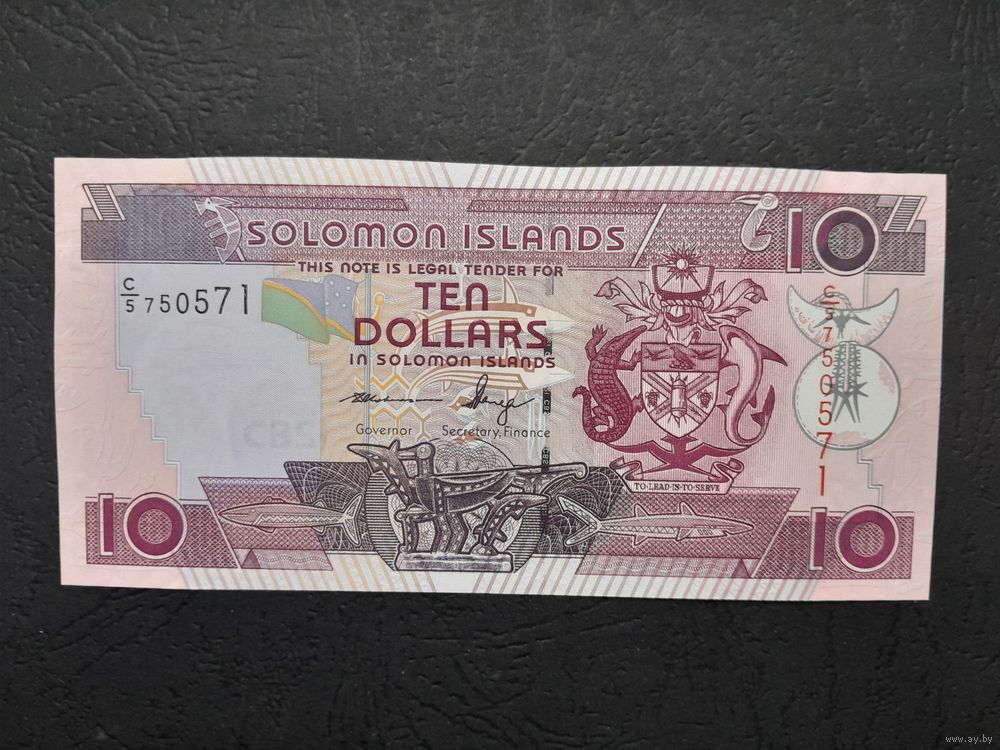 10
SOLOMON ISLANDS
THIS NOTE IS LEGAL TENDER FOR
TEN
DOLLARS
IN SOLOMON ISLANDS
C/5 750571
C/5 750571
Governor Secretary, Finance
TO·LEAD·IS·TO·SERVE
10
10
www.ay.by